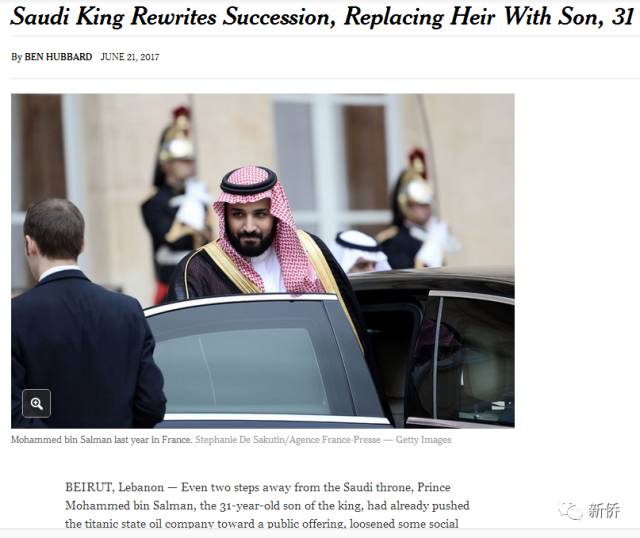 Saudi King Rewrites Succession, Replacing Heir With Son, 31
By BEN HUBBARD JUNE 21, 2017
Mohammed bin Salman last year in France. Stephanie De Sakutin/Agence France-Presse — Getty Images
BEIRUT, Lebanon — Even two steps away from the Saudi throne, Prince
Mohammed bin Salman, the 31-year-old son of the king, had already pushed
the titanic state oil company toward a public offering, loosened some social
新侨